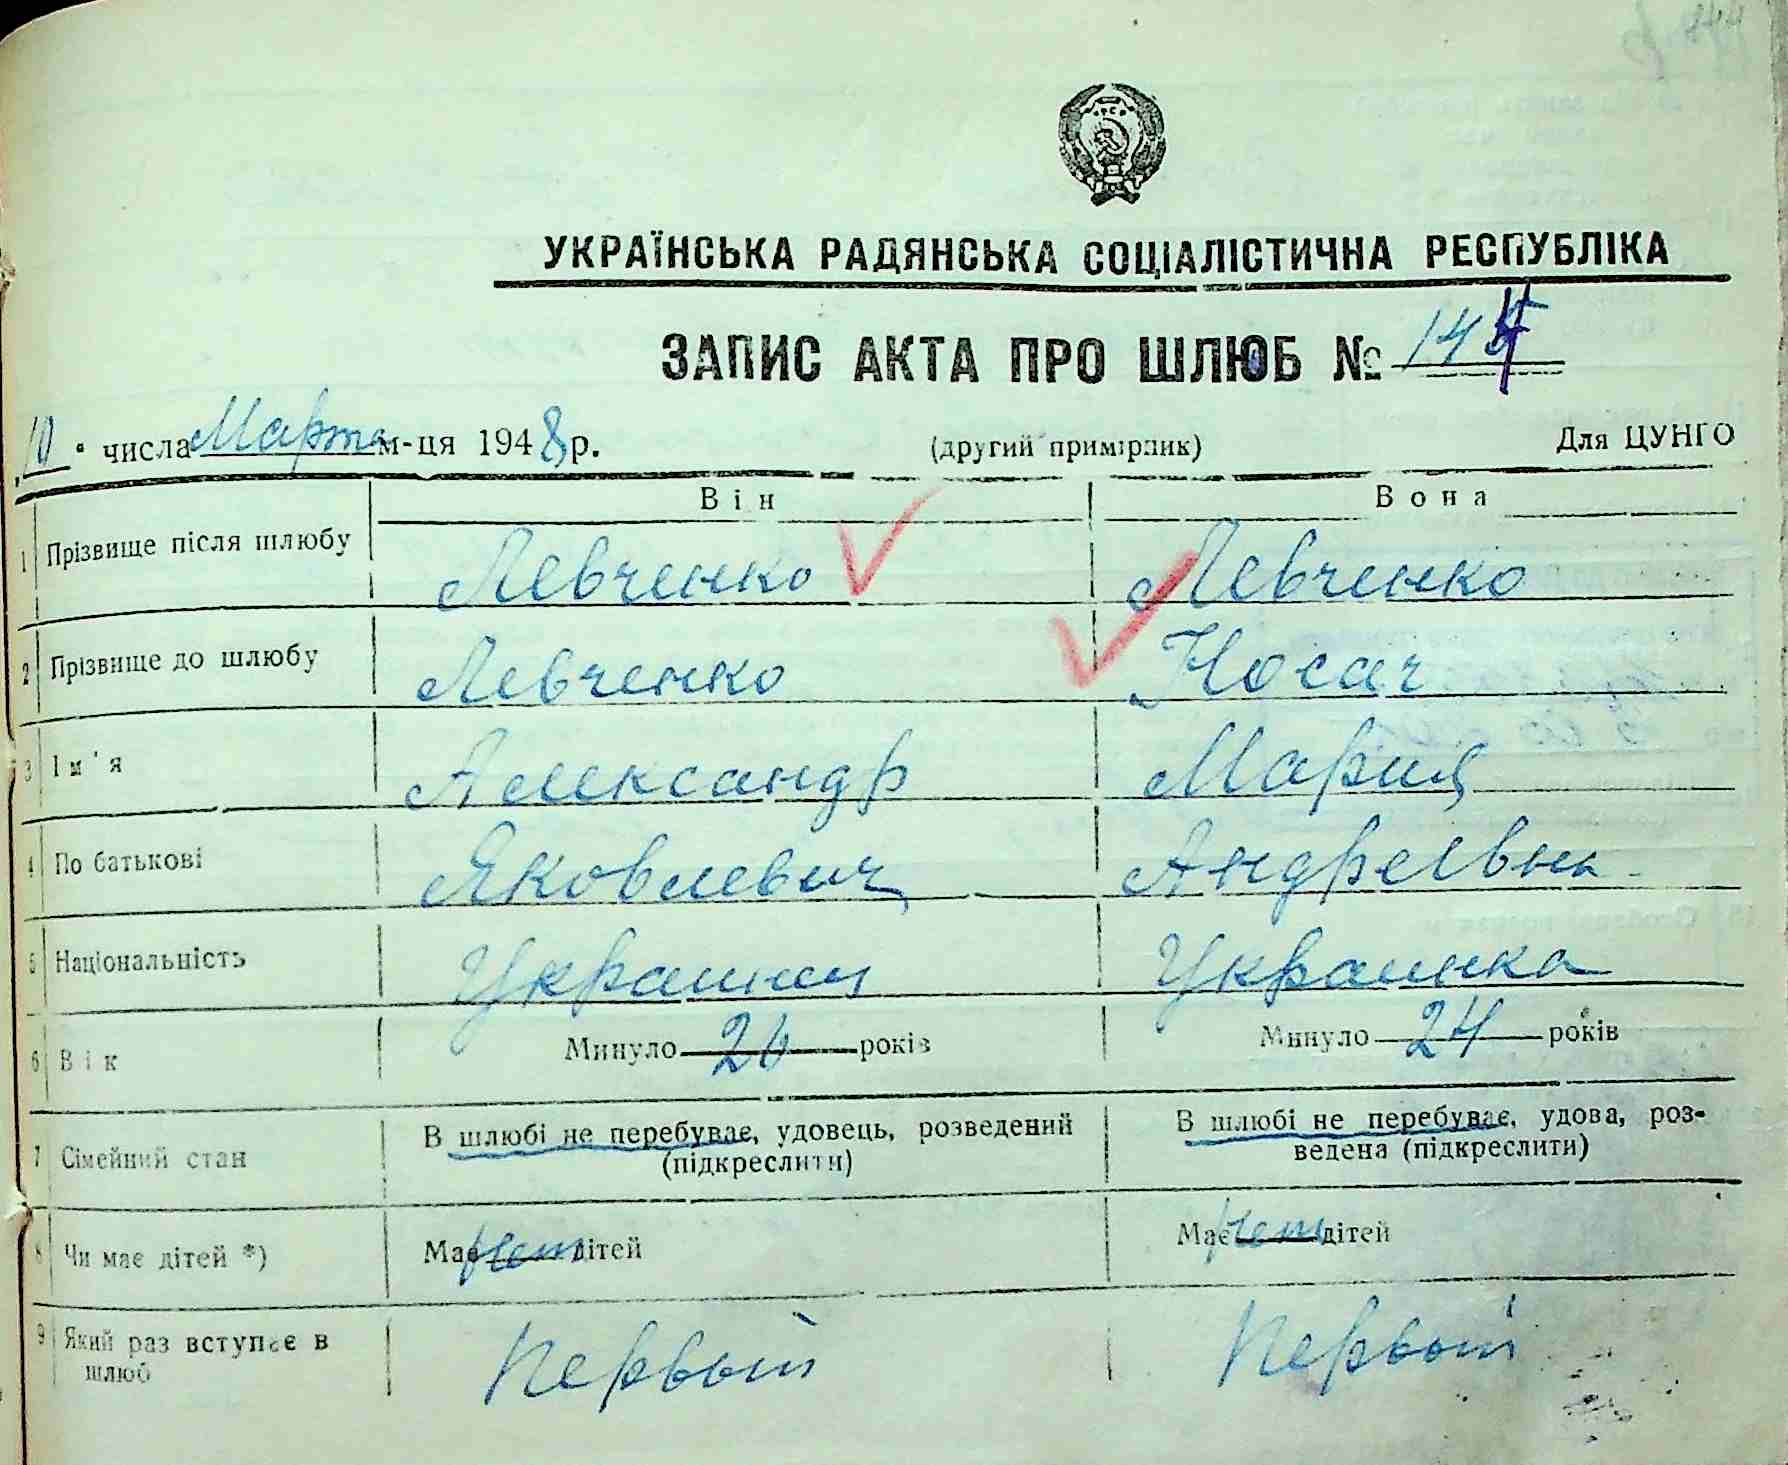 УКРАЇНСЬКА РАДЯНСЬКА СОЦІАЛІСТИЧНА РЕСПУБЛІКА
ЗАПИС АКТА ПРО ШЛЮБ № 144
10 числа Марта м-ця 1948 р. (другий примірник) Для ЦУНГО
Він Вона
1 Прізвище після шлюбу Левченко Левченко
2 Прізвище до шлюбу Левченко Носач
3 Ім'я Александр Мария
4 По батькові Яковлевич Андреевна
5 Національність Украинец Украинка
6 Вік Минуло 26 років Минуло 24 років
7 Сімейний стан В шлюбі не перебуває, удовець, розведений (підкреслити) В шлюбі не перебуває, удова, роз-
ведена (підкреслити)
8 Чи має дітей *) Має нет дітей Має нет дітей
9 Який раз вступає в шлюб Первый Первый